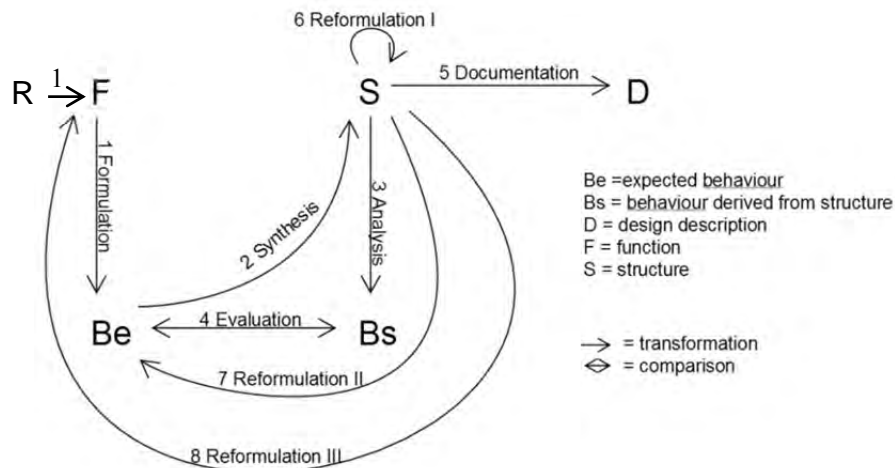 6 Reformulation I
1
R
F
S
5 Documentation
D
1 Formulation
2 Synthesis
3 Analysis
Be =expected behaviour
Bs = behaviour derived from structure
D = design description
F = function
S = structure
Be
4 Evaluation
Bs
= transformation
= comparison
7 Reformulation II
8 Reformulation III